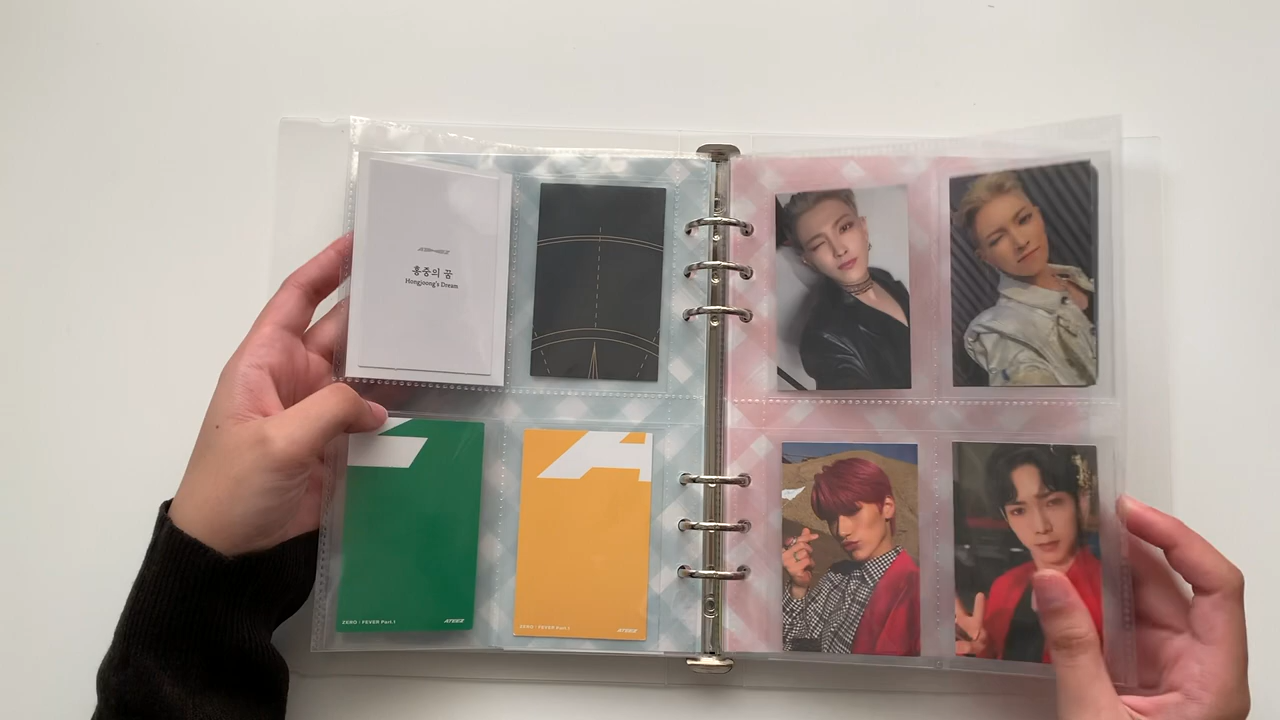 ATEEZ
홍중의 꿈
Hongjoong's Dream
ZERO : FEVER Part.1
ATEEZ
ZERO : FEVER Part.1
ATEEZ